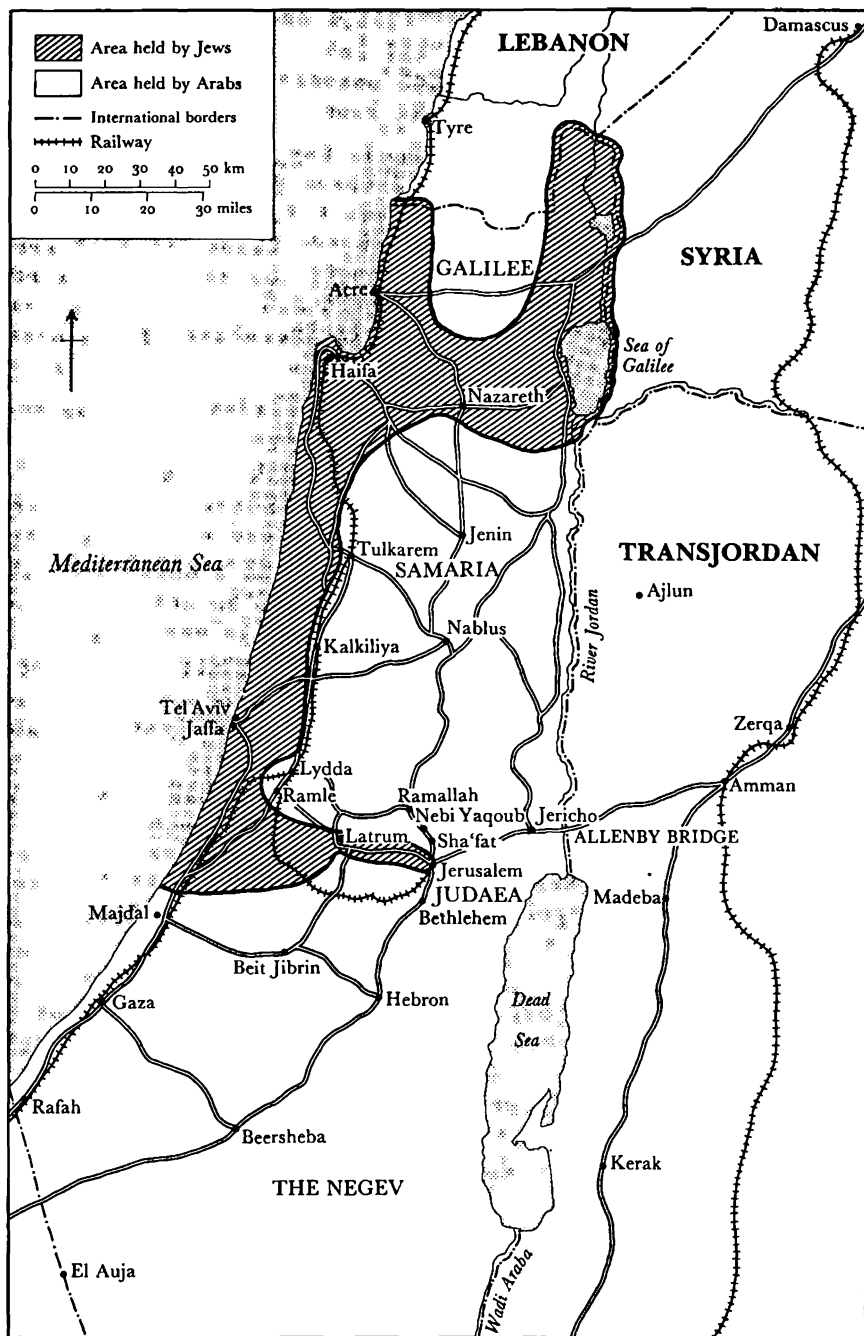 Area held by Jews
Area held by Arabs
International borders
Railway
0 10 20 30 40 50 km
0 10 20 30 miles
LEBANON
Damascus
Tyre
GALILEE
SYRIA
Acre
Sea of
Galilee
Haifa
Nazareth
Jenin
Mediterranean Sea
Tulkarem
SAMARIA
TRANSJORDAN
Ajlun
River Jordan
Nablus
Kalkiliya
Tel Aviv
Jaffa
Zerqa
Lydda
Amman
Ramle
Ramallah
Nebi Yaqoub
Jericho
Latrum
Sha'fat
ALLENBY BRIDGE
Jerusalem
JUDAEA
Madeba
Majdal
Bethlehem
Beit Jibrin
Gaza
Hebron
Dead
Sea
Rafah
Beersheba
Kerak
THE NEGEV
El Auja
Wadi Araba